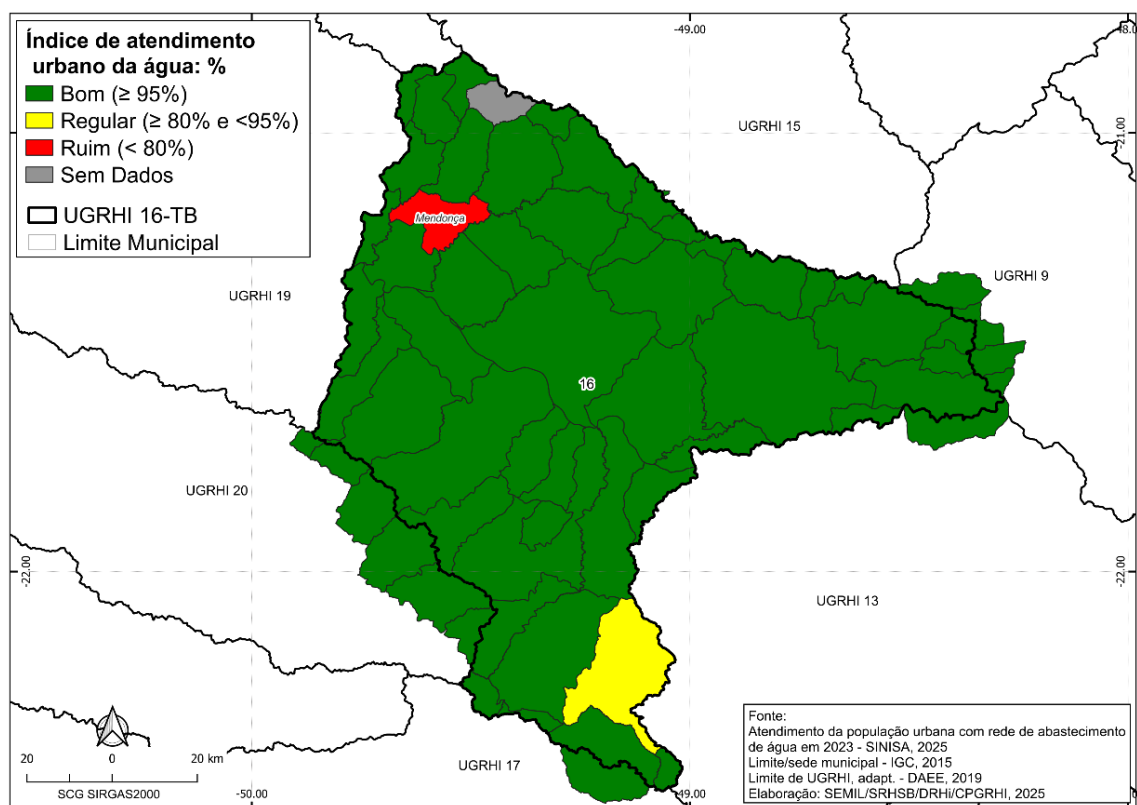 Índice de atendimento
urbano da água: %
Bom (≥ 95%)
Regular (≥ 80% e <95%)
Ruim (< 80%)
Sem Dados
UGRHI 16-TB
Limite Municipal
-49.00
-48.00
UGRHI 15
-21.00
Mendonça
UGRHI 9
UGRHI 19
16
UGRHI 20
-22.00
-22.00
UGRHI 13
UGRHI 17
20 0 20 km
SCG SIRGAS2000
Fonte:
Atendimento da população urbana com rede de abastecimento
de água em 2023 - SINISA, 2025
Limite/sede municipal - IGC, 2015
Limite de UGRHI, adapt. - DAEE, 2019
Elaboração: SEMIL/SRHSB/DRHi/CPGRHI, 2025
-50.00
-49.00